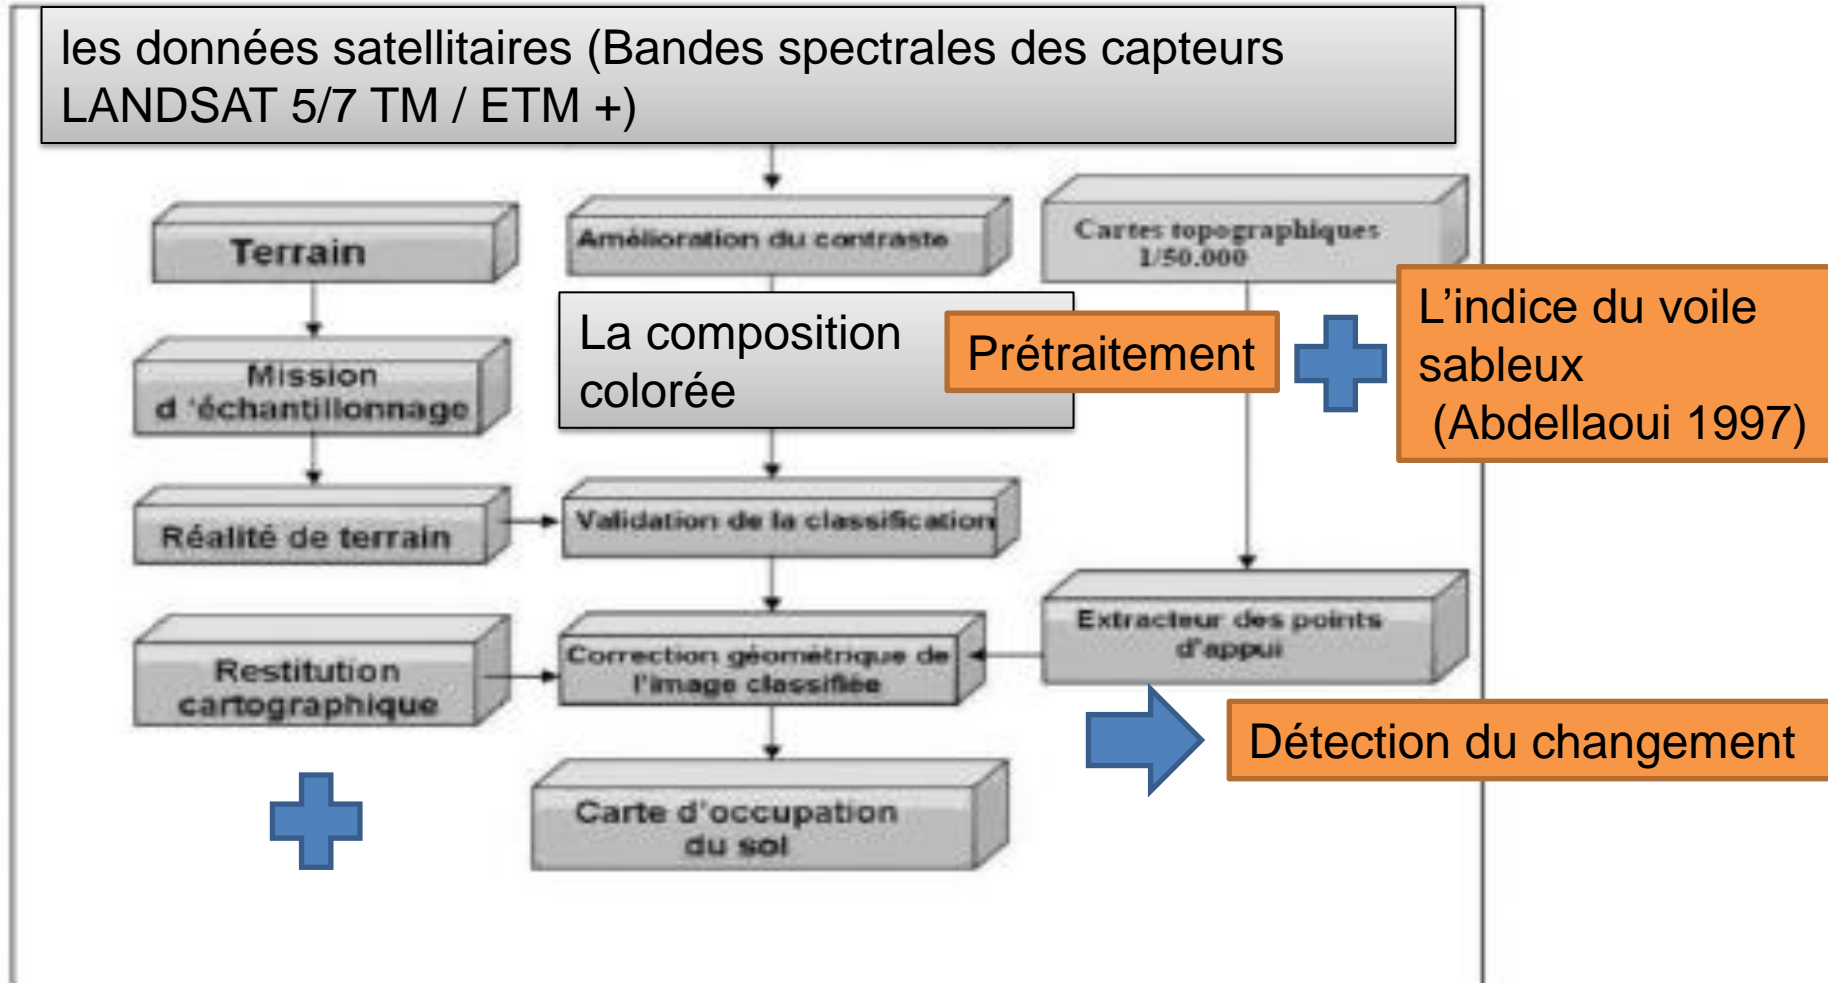 les données satellitaires (Bandes spectrales des capteurs
LANDSAT 5/7 TM / ETM +)
Terrain
Amélioration du contraste
Cartes topographiques
1/50.000
Mission
d 'échantillonnage
La composition
colorée
Prétraitement
L'indice du voile
sableux
(Abdellaoui 1997)
Réalité de terrain
Validation de la classification
Restitution
cartographique
Correction géométrique de
l'image classifiée
Extracteur des points
d'appui
Détection du changement
Carte d'occupation
du sol